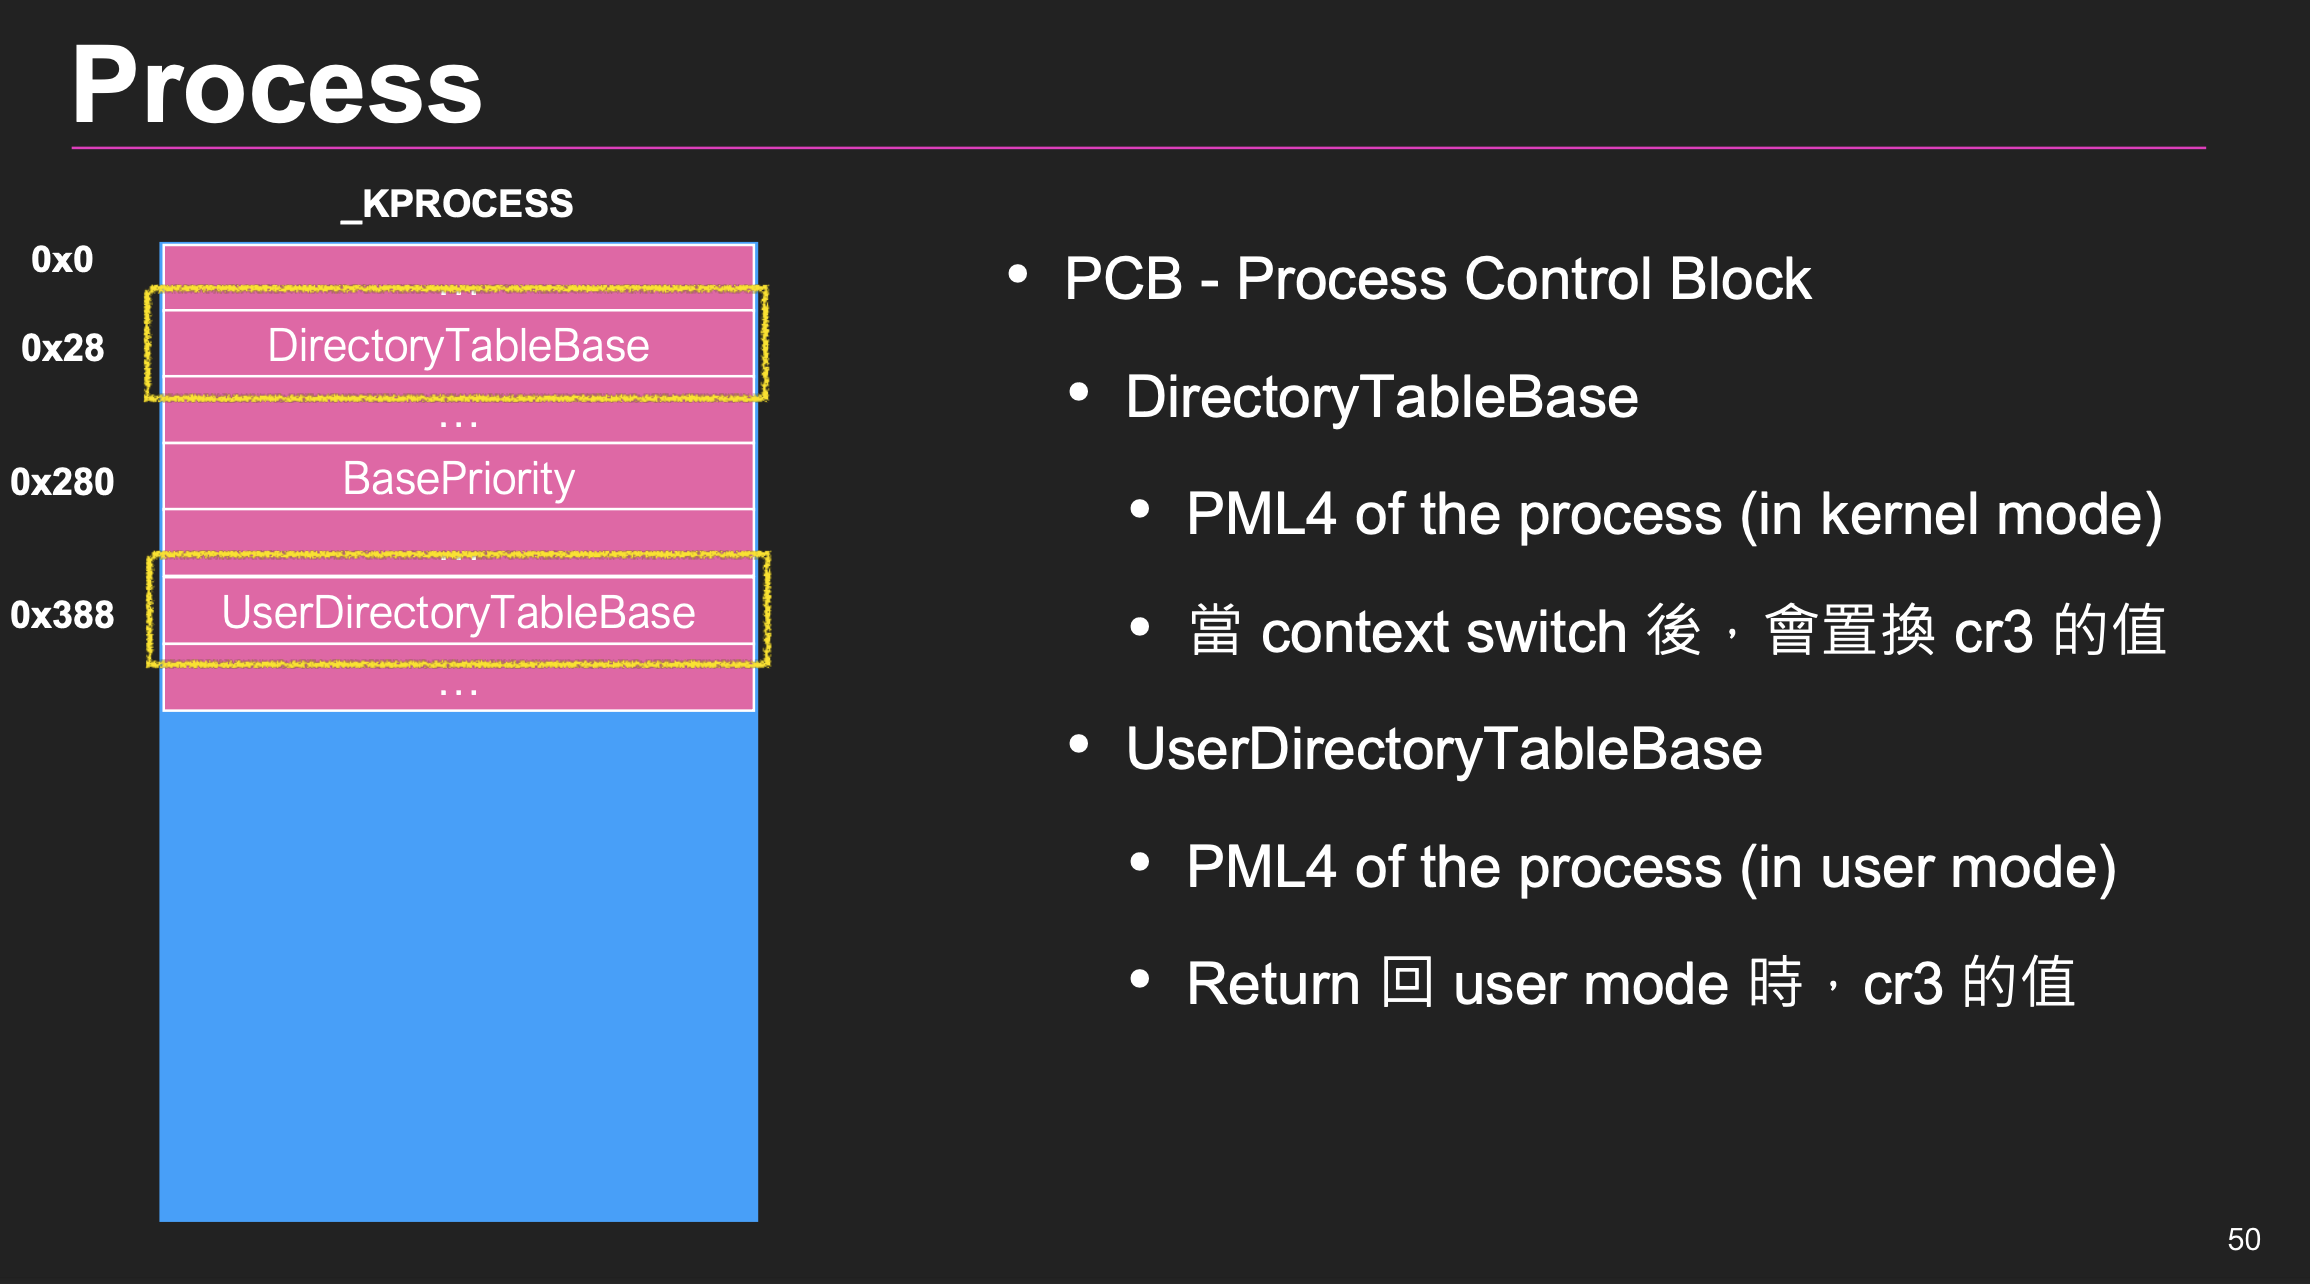 Process
_KPROCESS
0x0
...
0x28
DirectoryTableBase
...
0x280
BasePriority
...
0x388
UserDirectoryTableBase
...
• PCB - Process Control Block
• DirectoryTableBase
• PML4 of the process (in kernel mode)
• 當 context switch 後，會置換 cr3 的值
• UserDirectoryTableBase
• PML4 of the process (in user mode)
• Return 回 user mode 時，cr3 的值
50